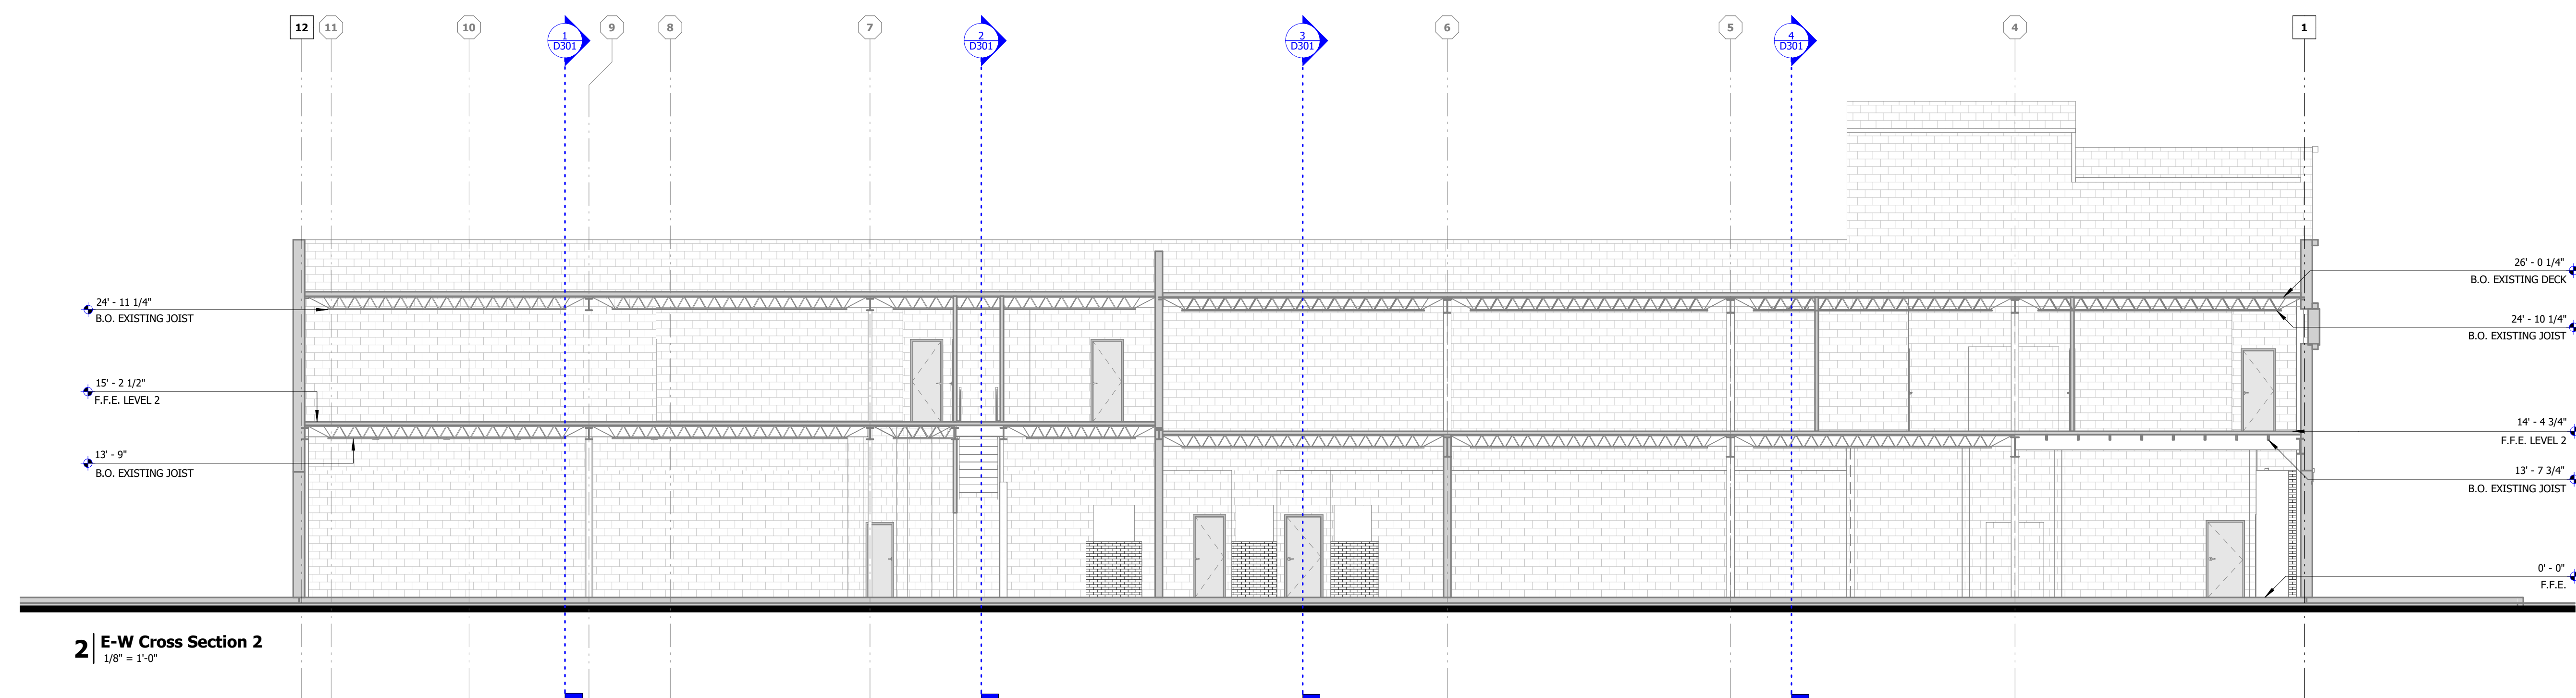 12
11
10
1
D301
9
8
7
2
D301
3
D301
6
5
4
D301
4
1
24' - 11 1/4"
B.O. EXISTING JOIST
15' - 2 1/2"
F.F.E. LEVEL 2
13' - 9"
B.O. EXISTING JOIST
26' - 0 1/4"
B.O. EXISTING DECK
24' - 10 1/4"
B.O. EXISTING JOIST
14' - 4 3/4"
F.F.E. LEVEL 2
13' - 7 3/4"
B.O. EXISTING JOIST
0' - 0"
F.F.E.
2
E-W Cross Section 2
1/8" = 1'-0"